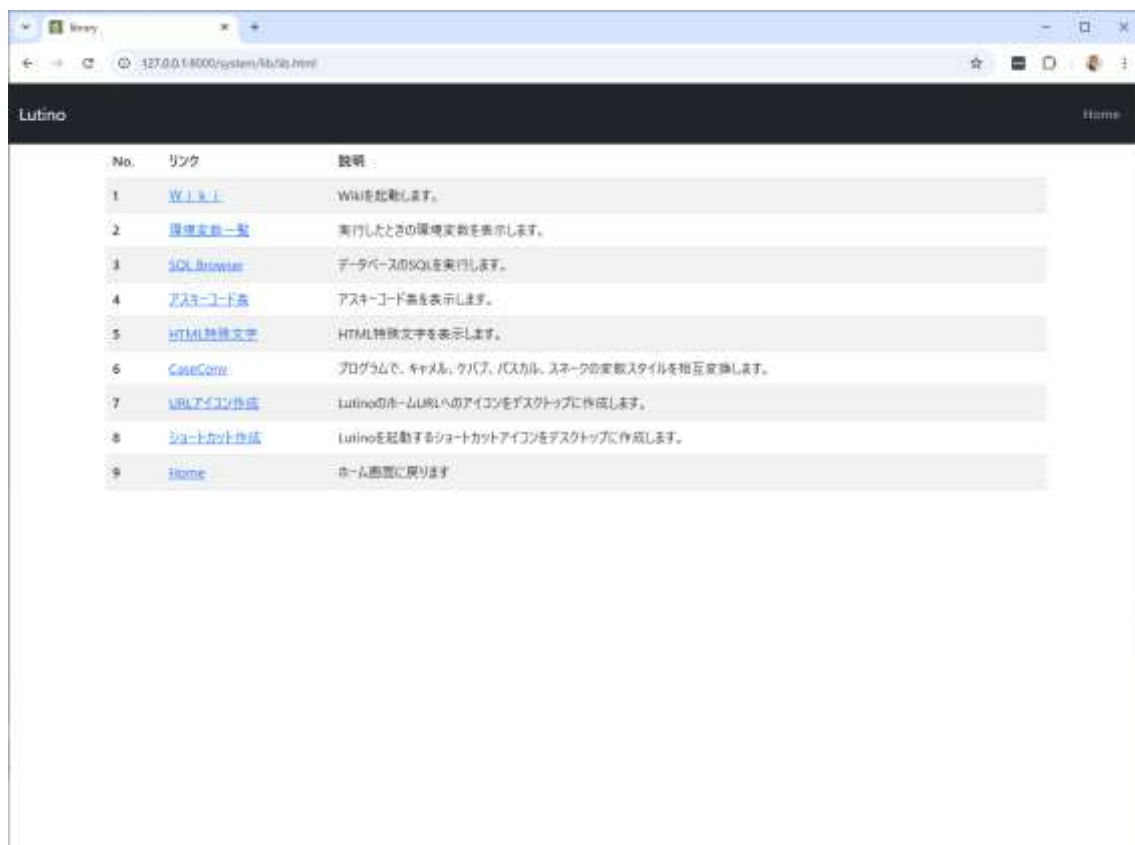 library
127.0.0.1:8000/system/lib/lib.html
Lutino
Home
No. リンク 説明
1 Ｗｉｋｉ Wikiを起動します。
2 環境変数一覧 実行したときの環境変数を表示します。
3 SQL Browser データベースのSQLを実行します。
4 アスキーコード表 アスキーコード表を表示します。
5 HTML特殊文字 HTML特殊文字を表示します。
6 CaseConv プログラムで、キャメル、ケバブ、パスカル、スネークの変数スタイルを相互変換します。
7 URLアイコン作成 LutinoのホームURLへのアイコンをデスクトップに作成します。
8 ショートカット作成 Lutinoを起動するショートカットアイコンをデスクトップに作成します。
9 Home ホーム画面に戻ります